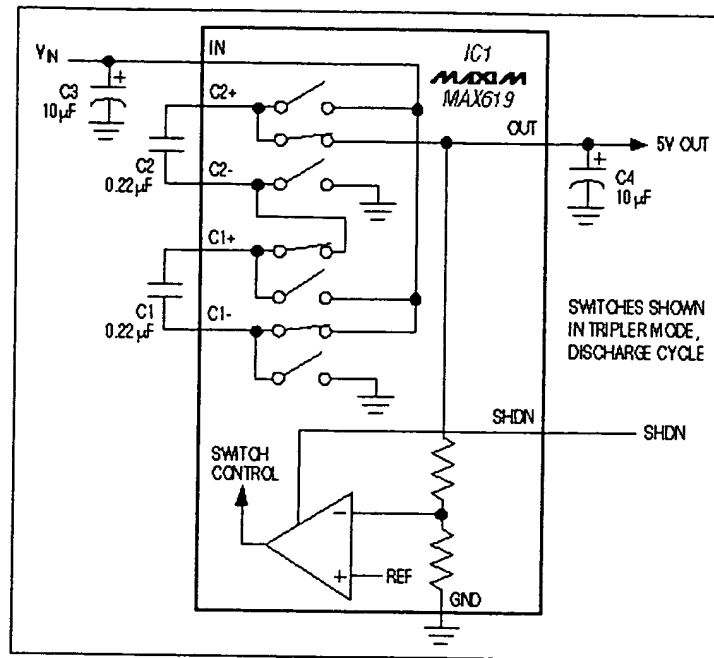 VIN
IN
IC1
MAXIM
MAX619
C3
10µF
C2+
OUT
5V OUT
C2
0.22µF
C2-
C4
10µF
C1+
C1
0.22µF
C1-
SWITCHES SHOWN
IN TRIPLER MODE,
DISCHARGE CYCLE
SHDN
SHDN
SWITCH
CONTROL
REF
GND